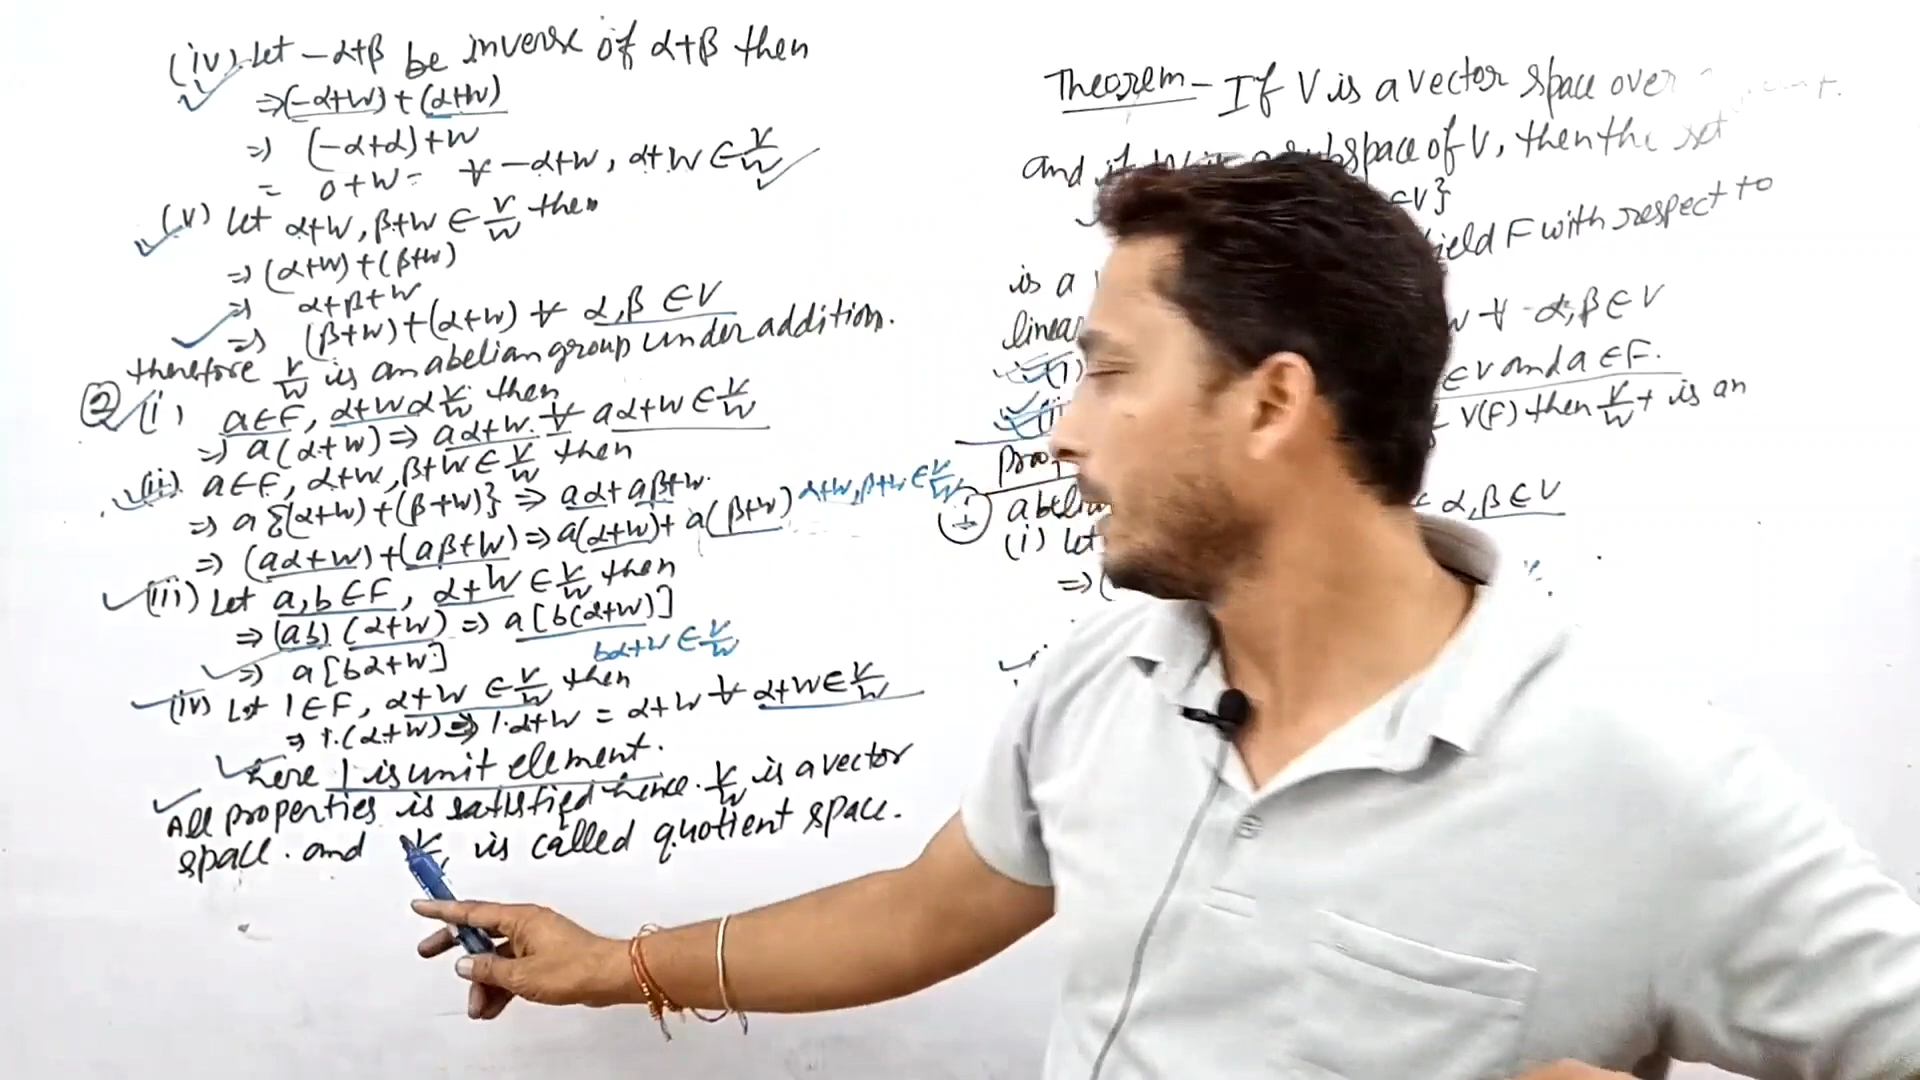 (iv) Let -α+β be inverse of α+β then
⇒(-α+W) + (α+W)
⇒ (-α+α)+W
= 0+W= ∀ -α+W, α+W ∈ V/W
(v) Let α+W, β+W ∈ V/W then
⇒ (α+W)+(β+W)
⇒ α+β+W
⇒ (β+W)+(α+W) ∀ α,β ∈V
therefore V/W is an abelian group under addition.
② (i) a∈F, α+W α V/W then
⇒ a(α+W) ⇒ aα+W. ∀ aα+W ∈ V/W
(ii) a∈F, α+W, β+W ∈ V/W then
⇒ a{(α+W)+(β+W)} ⇒ aα+aβ+W.
⇒ (aα+W)+(aβ+W) ⇒ a(α+W)+ a(β+W) α+W, β+W ∈ V/W
(iii) Let a,b∈F, α+W ∈ V/W then
⇒ (ab) (α+W) ⇒ a[b(α+W)]
⇒ a[bα+W] bα+W ∈ V/W
(iv) Let 1∈F, α+W ∈ V/W then
⇒ 1.(α+W) ⇒ 1.α+W = α+W ∀ α+W∈ V/W
here 1 is unit element.
All properties is satisfied hence. V/W is a vector
space. and V is called quotient space.
Theorem - If V is a vector space over
and if W is a subspace of V, then the set
∈V}
is a field F with respect to
linear W ∀ α,β ∈ V
(i) ∈V and a ∈F.
V(F) then V/W + is an
abelian α,β ∈V
(i) Let
⇒(